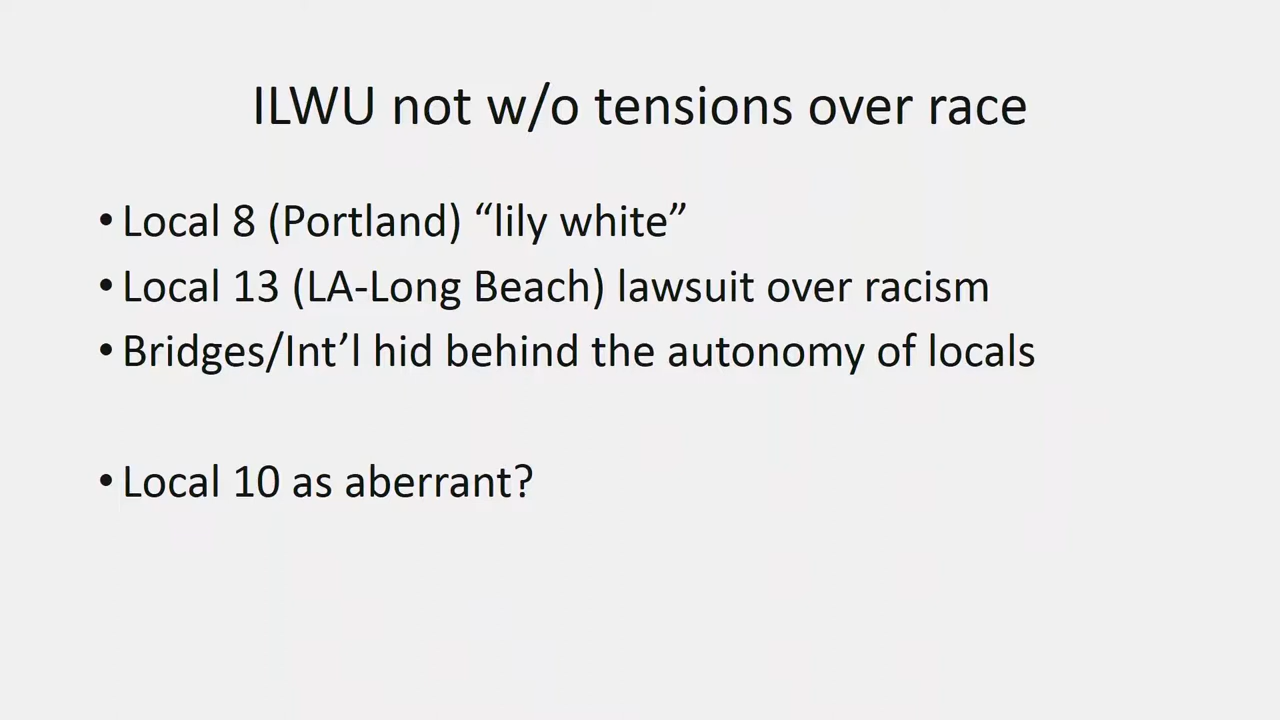 ILWU not w/o tensions over race
• Local 8 (Portland) “lily white”
• Local 13 (LA-Long Beach) lawsuit over racism
• Bridges/Int’l hid behind the autonomy of locals
• Local 10 as aberrant?